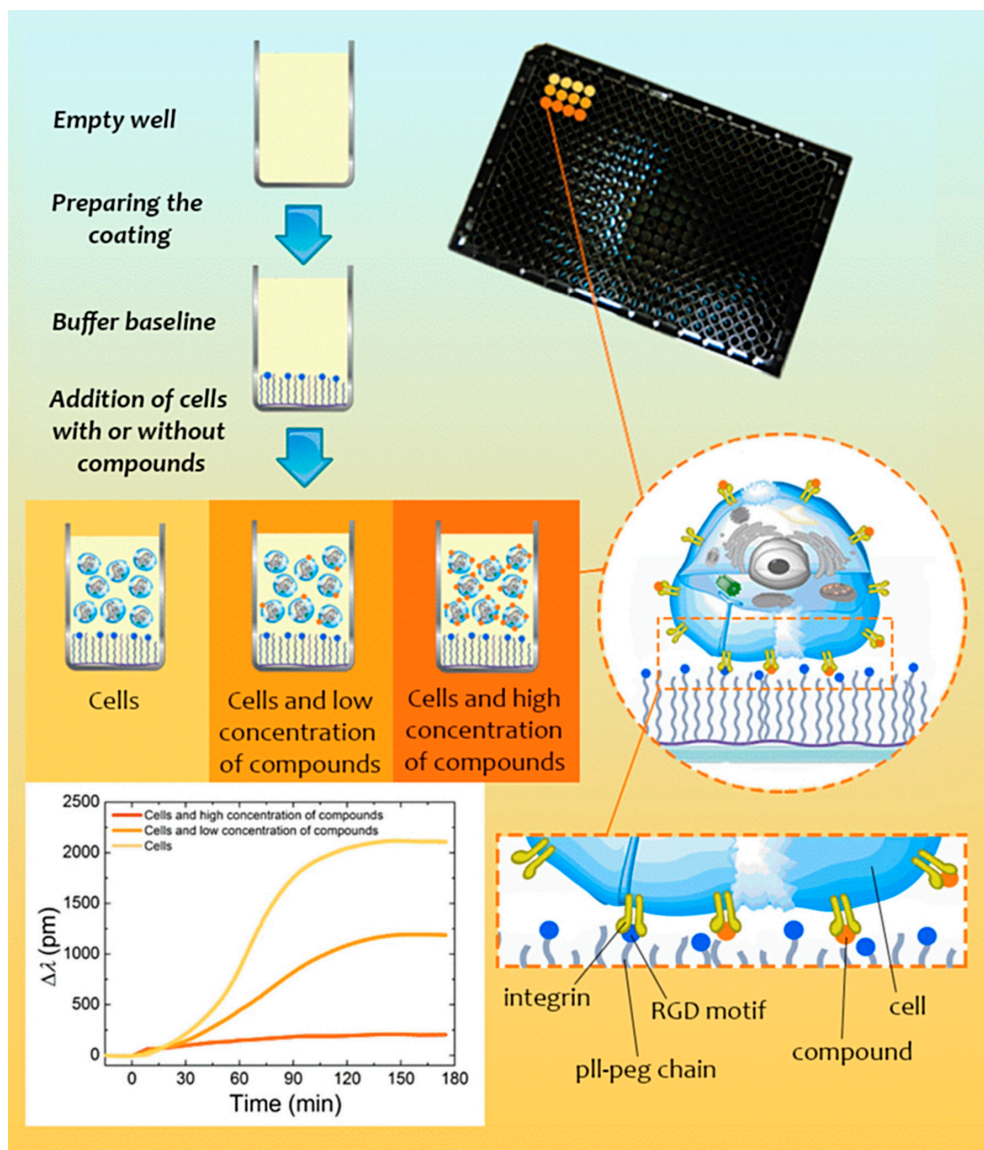 Empty well
Preparing the
coating
Buffer baseline
Addition of cells
with or without
compounds
Cells
Cells and low
concentration
of compounds
Cells and high
concentration
of compounds
2500
2000
1500
1000
500
0
Δλ (pm)
Cells and high concentration of compounds
Cells and low concentration of compounds
Cells
0
30
60
90
120
150
180
Time (min)
integrin
RGD motif
pll-peg chain
cell
compound